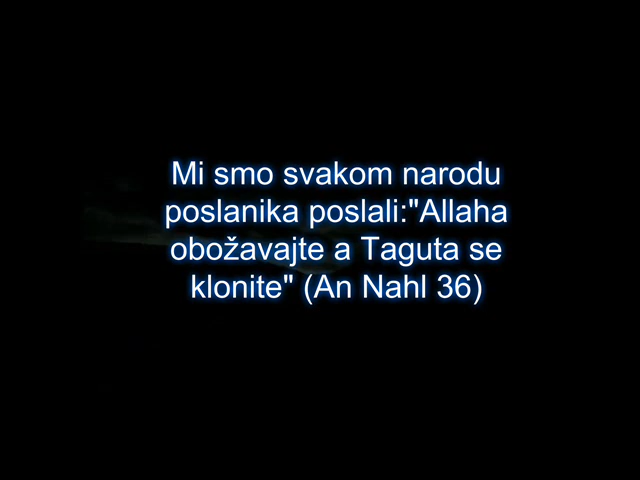 Mi smo svakom narodu
poslanika poslali:"Allaha
obožavajte a Taguta se
klonite" (An Nahl 36)